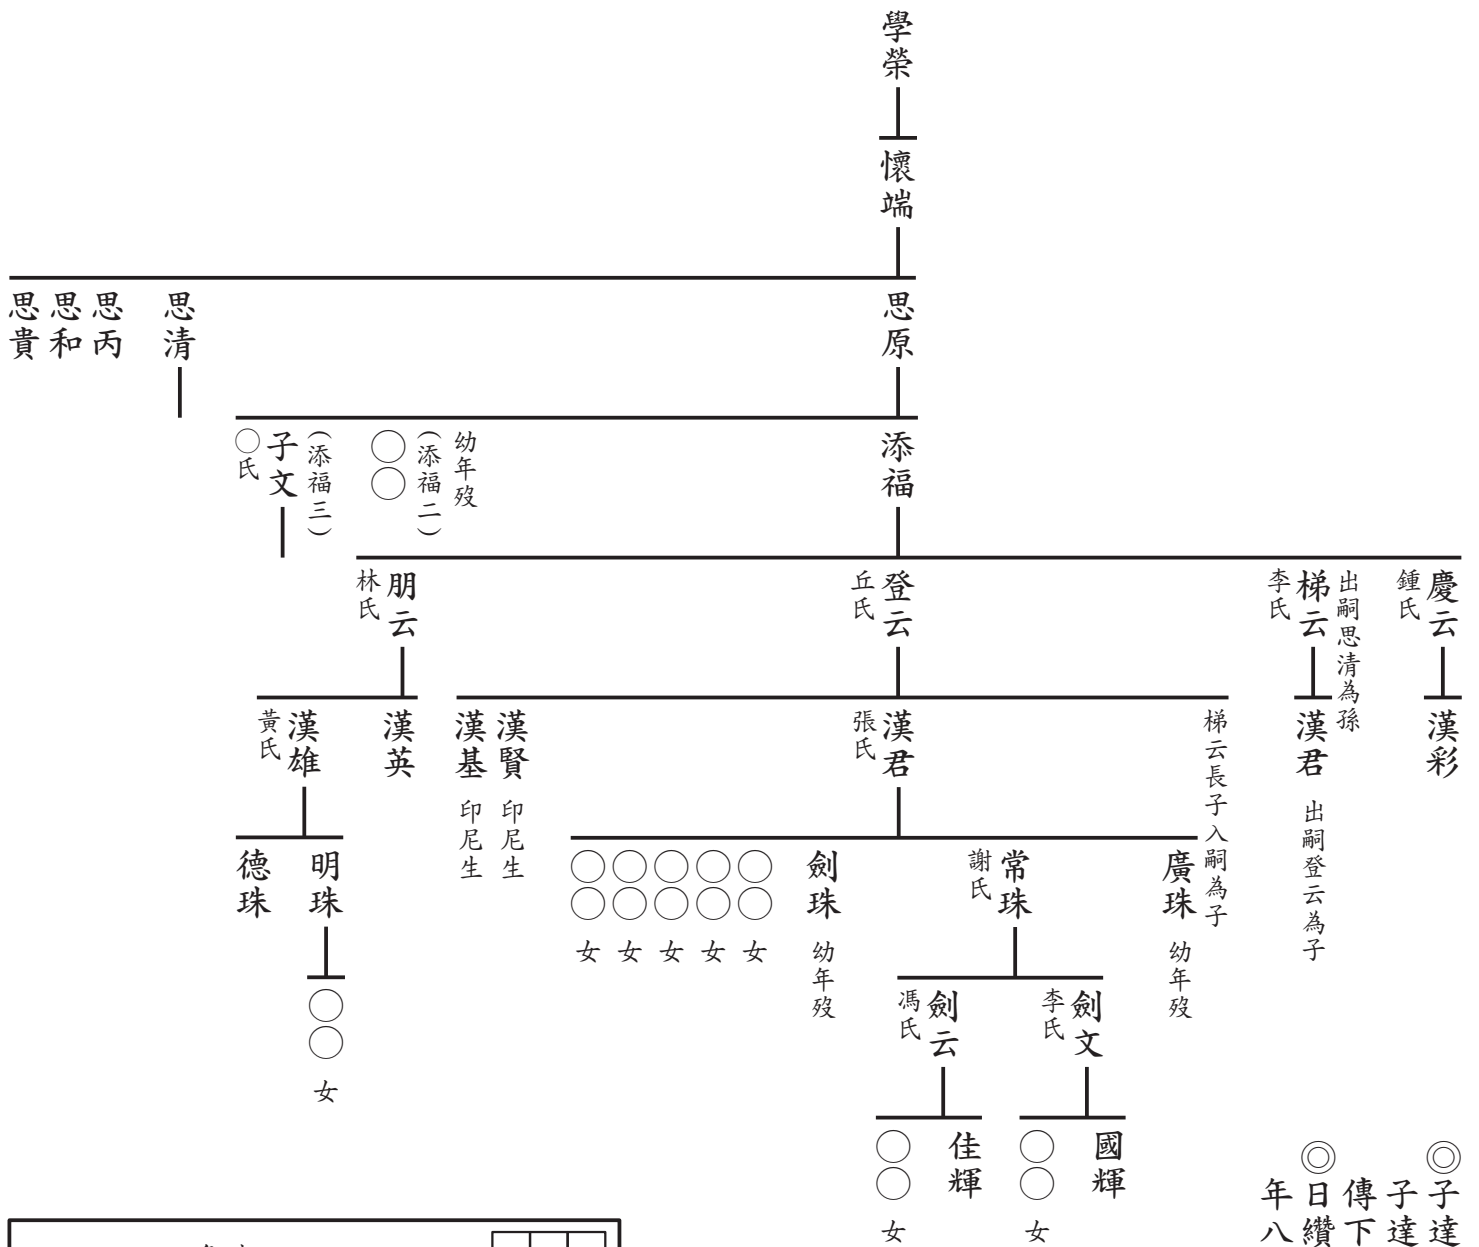 學榮
懷端
思原
思清
思丙
思和
思貴
添福
幼年歿
(添福二)
○○
(添福三)
子文
○氏
慶云
鍾氏
出嗣思清為孫
梯云
李氏
登云
丘氏
朋云
林氏
漢彩
漢君 出嗣登云為子
梯云長子入嗣為子
漢君
張氏
漢賢 印尼生
漢基 印尼生
漢英
漢雄
黃氏
廣珠 幼年歿
常珠
謝氏
劍珠 幼年歿
○○ 女
○○ 女
○○ 女
○○ 女
○○ 女
明珠
德珠
劍文
李氏
劍云
馮氏
○○ 女
國輝
○○ 女
佳輝
○○ 女
◎子達
子達
傳下
◎日纘
年八